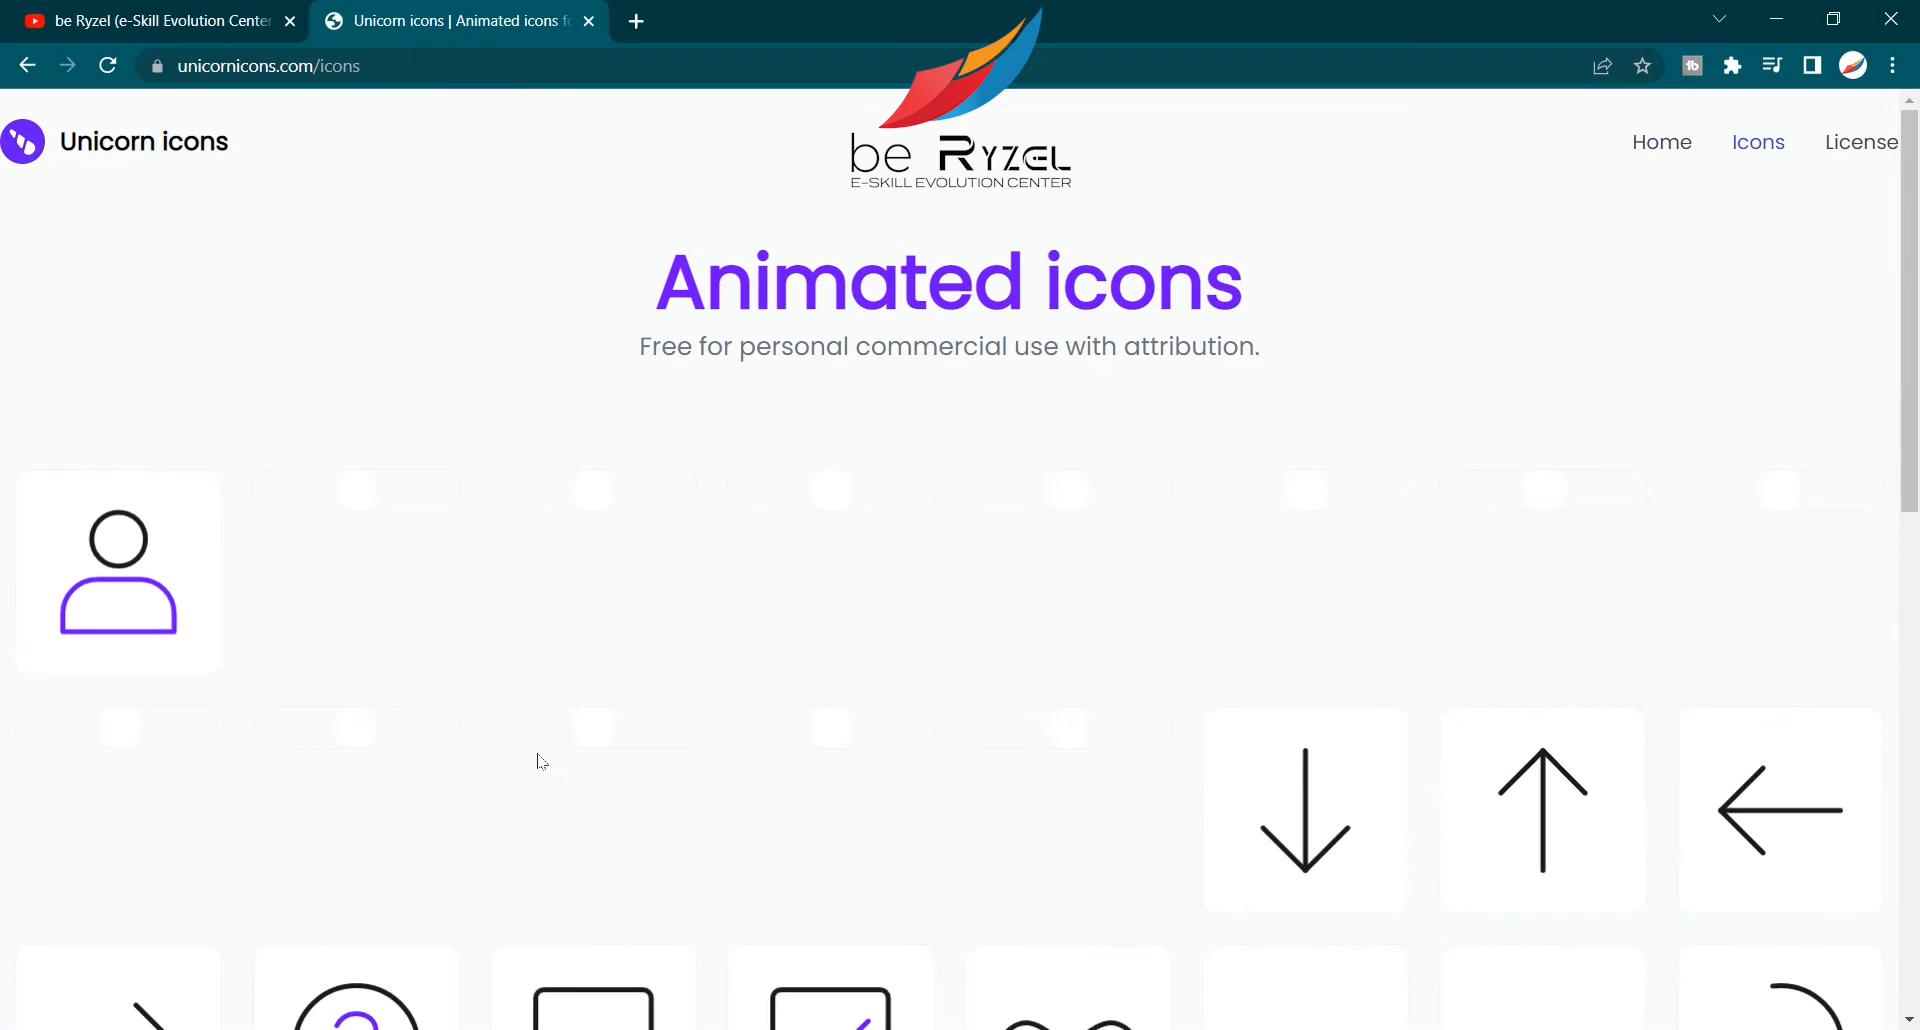 be Ryzel (e-Skill Evolution Center
Unicorn icons | Animated icons fo
unicornicons.com/icons
Unicorn icons
be RYZEL
E-SKILL EVOLUTION CENTER
Home
Icons
License
Animated icons
Free for personal commercial use with attribution.